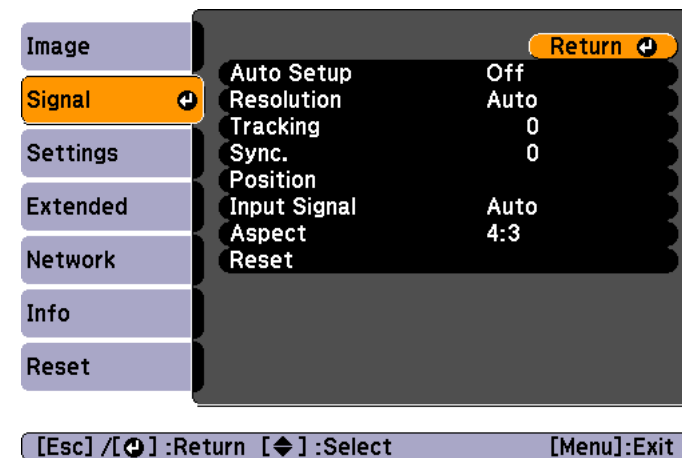 Image
Signal
Settings
Extended
Network
Info
Reset
Return
Auto Setup Off
Resolution Auto
Tracking 0
Sync. 0
Position
Input Signal Auto
Aspect 4:3
Reset
[Esc] /[⏎] :Return [◆] :Select [Menu]:Exit